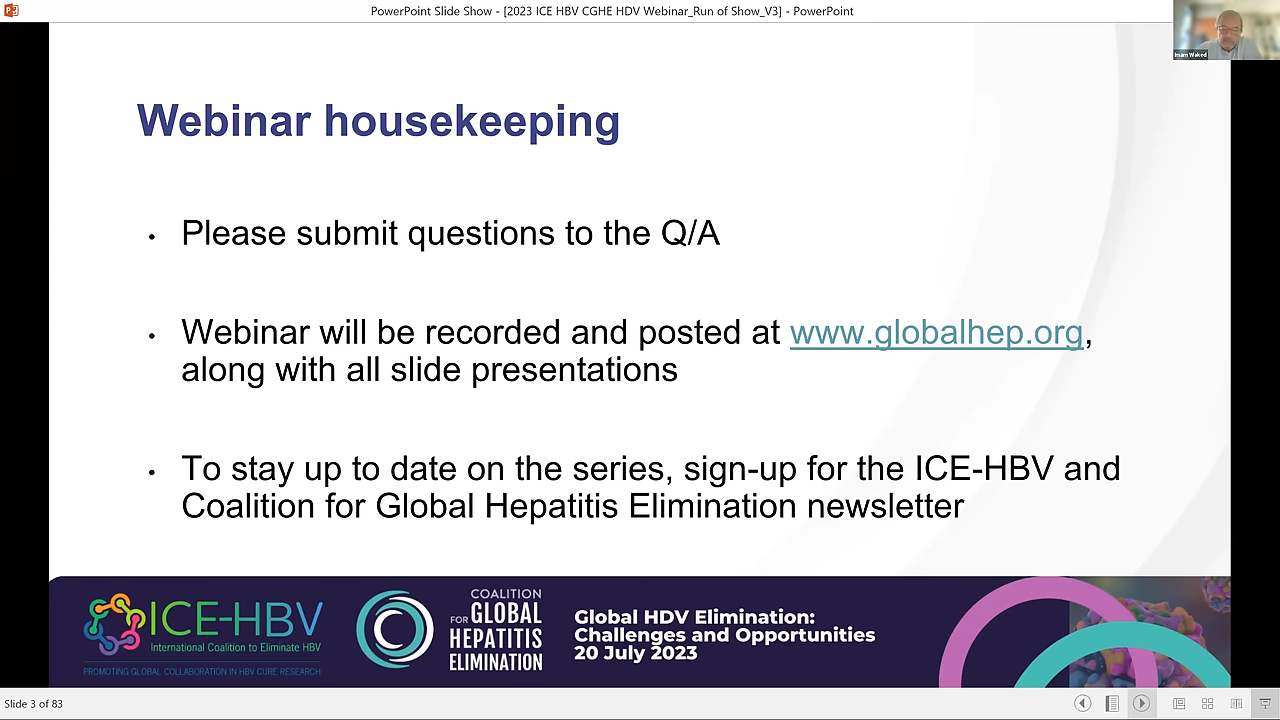 PowerPoint Slide Show - [2023 ICE HBV CGHE HDV Webinar_Run of Show_V3] - PowerPoint
Imam Waked
Webinar housekeeping
• Please submit questions to the Q/A
• Webinar will be recorded and posted at www.globalhep.org,
along with all slide presentations
• To stay up to date on the series, sign-up for the ICE-HBV and
Coalition for Global Hepatitis Elimination newsletter
ICE-HBV
International Coalition to Eliminate HBV
PROMOTING GLOBAL COLLABORATION IN HBV CURE RESEARCH
COALITION
FOR GLOBAL
HEPATITIS
ELIMINATION
Global HDV Elimination:
Challenges and Opportunities
20 July 2023
Slide 3 of 83